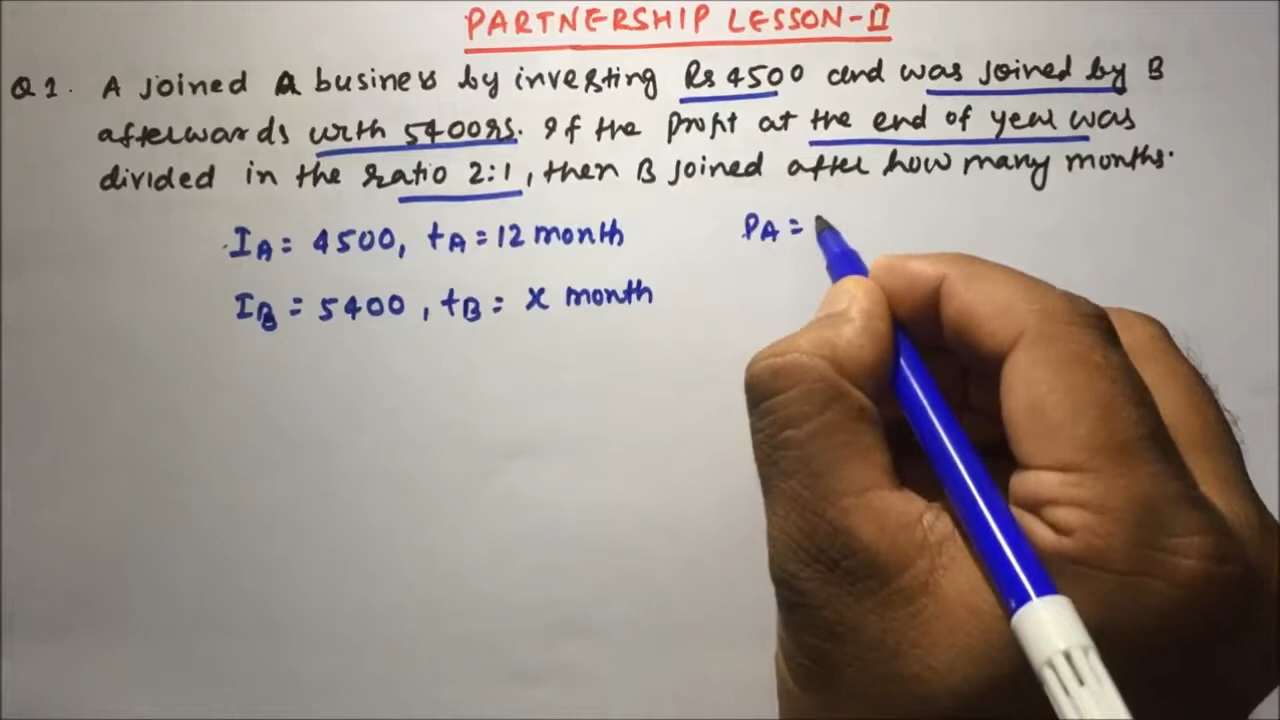 PARTNERSHIP LESSON-II
Q1. A joined A business by investing Rs 4500 and was joined by B
afterwards with 5400rs. If the profit at the end of year was
divided in the ratio 2:1, then B joined after how many months.
IA = 4500, tA = 12 month PA =
IB = 5400, tB = x month